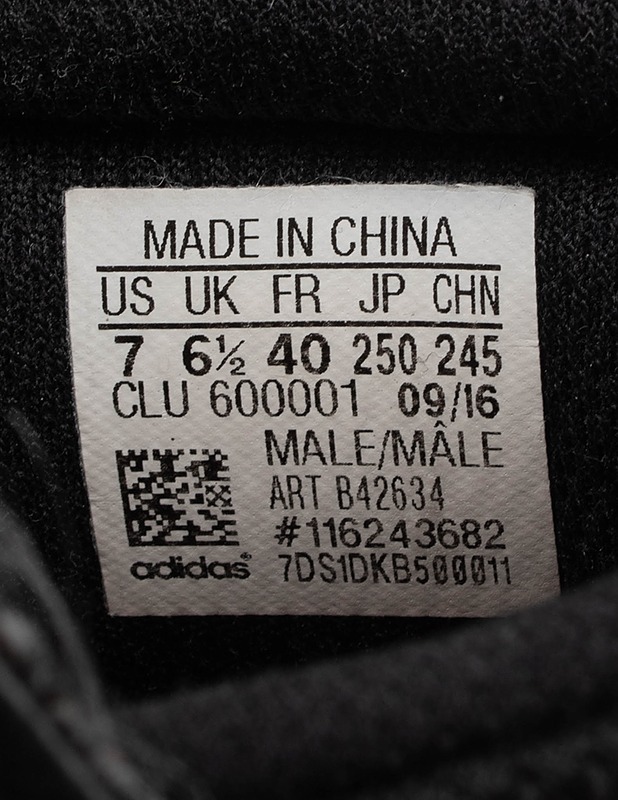 MADE IN CHINA
US UK FR JP CHN
7 6½ 40 250 245
CLU 600001 09/16
MALE/MÂLE
ART B42634
#116243682
adidas® 7DS1DKB500011